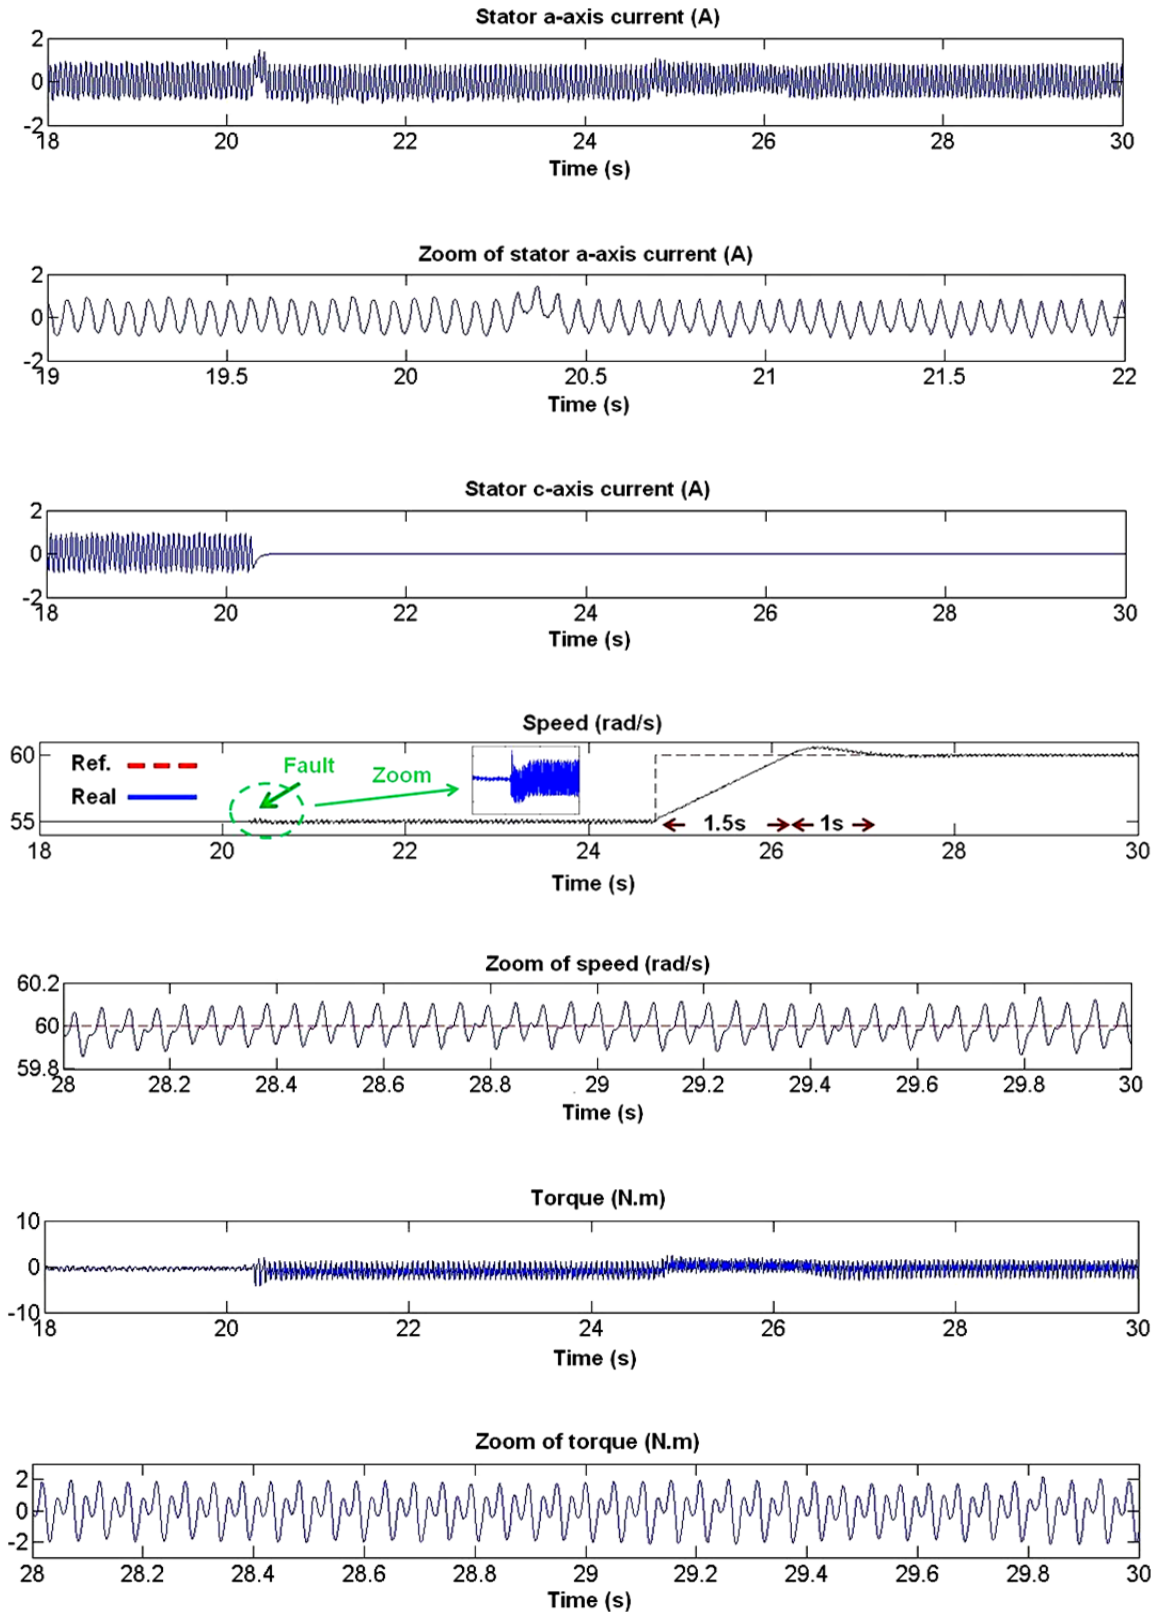 Stator a-axis current (A)
2
0
-2
18 20 22 24 26 28 30
Time (s)
Zoom of stator a-axis current (A)
2
0
-2
19 19.5 20 20.5 21 21.5 22
Time (s)
Stator c-axis current (A)
2
0
-2
18 20 22 24 26 28 30
Time (s)
Speed (rad/s)
60
Ref.
Fault
Zoom
Real
55
1.5s 1s
18 20 22 24 26 28 30
Time (s)
Zoom of speed (rad/s)
60.2
60
59.8
28 28.2 28.4 28.6 28.8 29 29.2 29.4 29.6 29.8 30
Time (s)
Torque (N.m)
10
0
-10
18 20 22 24 26 28 30
Time (s)
Zoom of torque (N.m)
2
0
-2
28 28.2 28.4 28.6 28.8 29 29.2 29.4 29.6 29.8 30
Time (s)